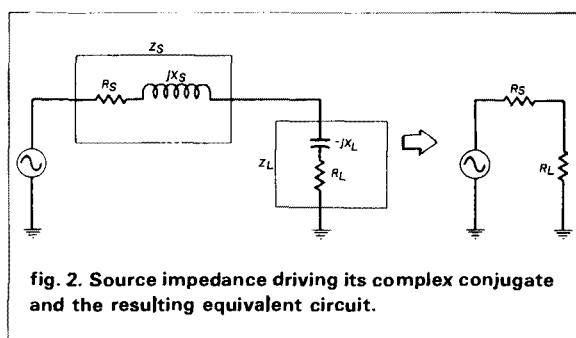 ZS
RS
jXS
ZL
-jXL
RL
RS
RL
fig. 2. Source impedance driving its complex conjugate
and the resulting equivalent circuit.